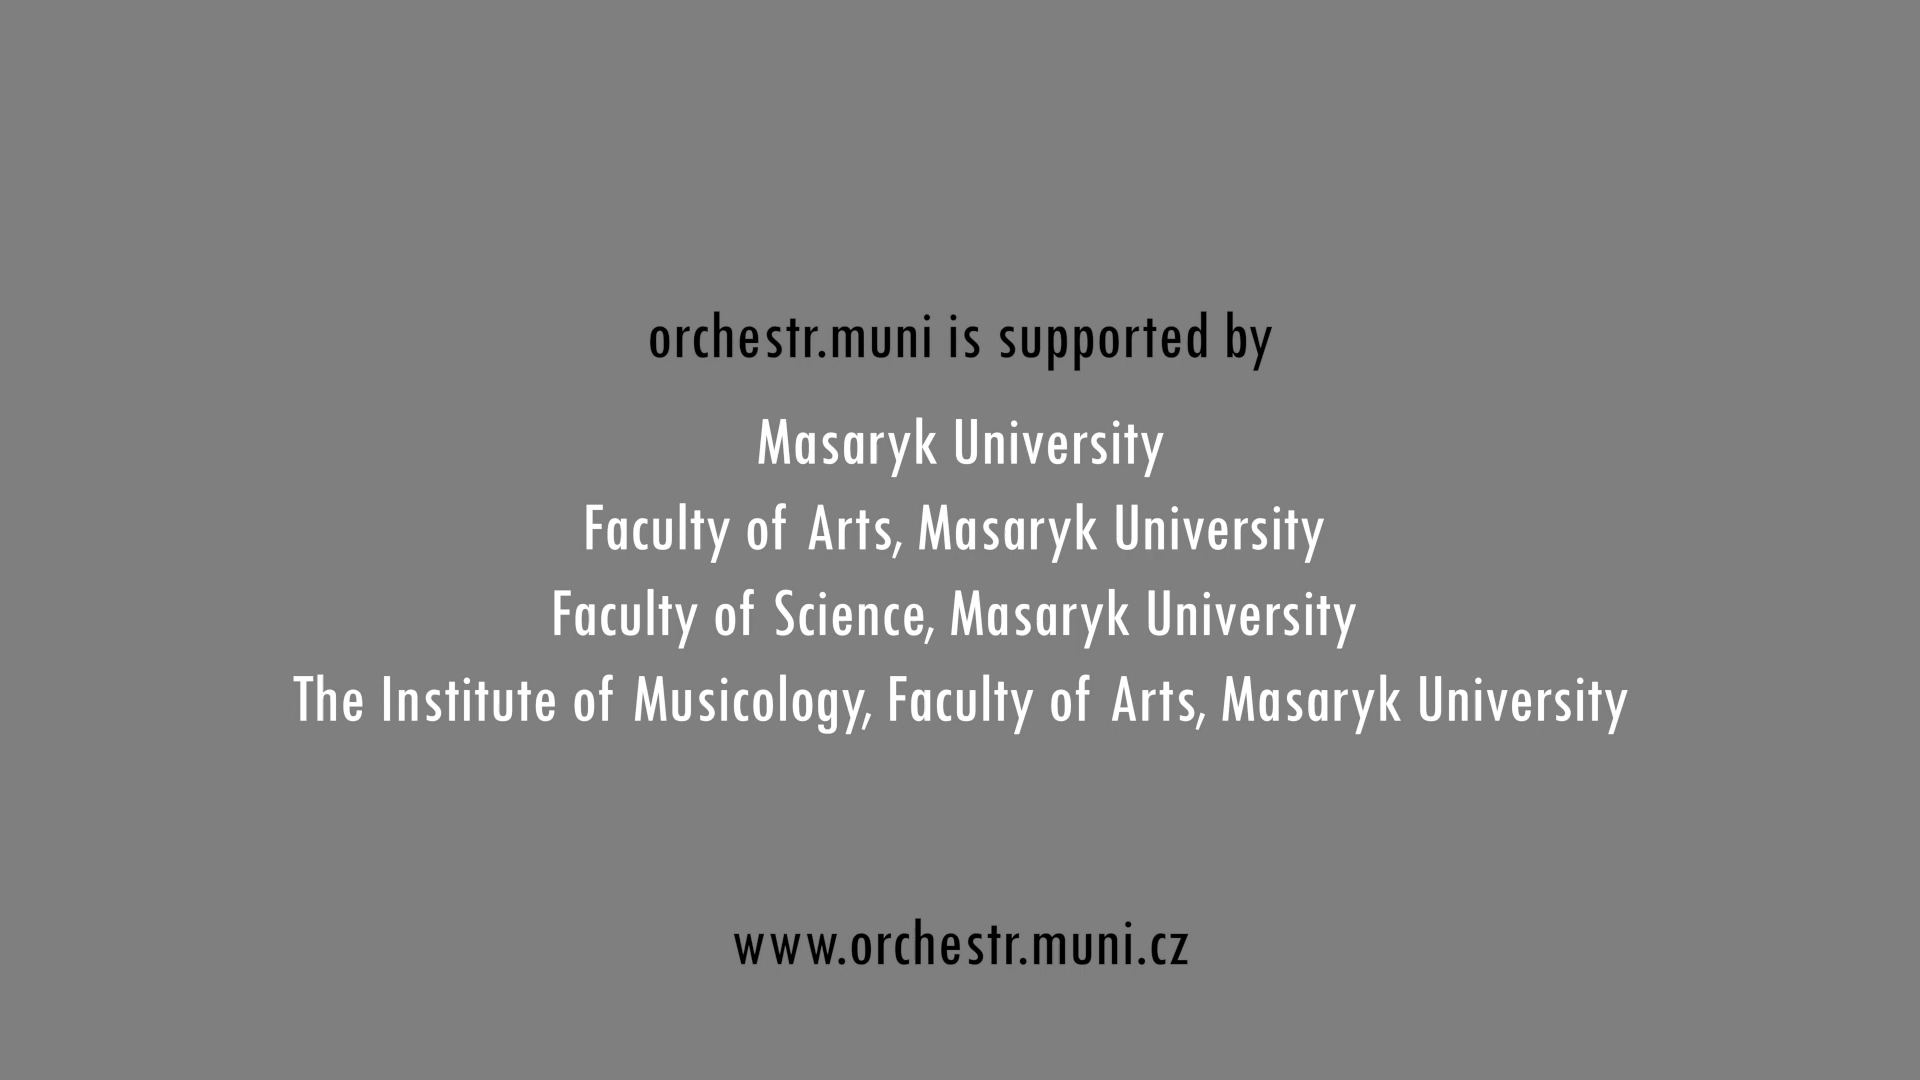 orchestr.muni is supported by
Masaryk University
Faculty of Arts, Masaryk University
Faculty of Science, Masaryk University
The Institute of Musicology, Faculty of Arts, Masaryk University
www.orchestr.muni.cz